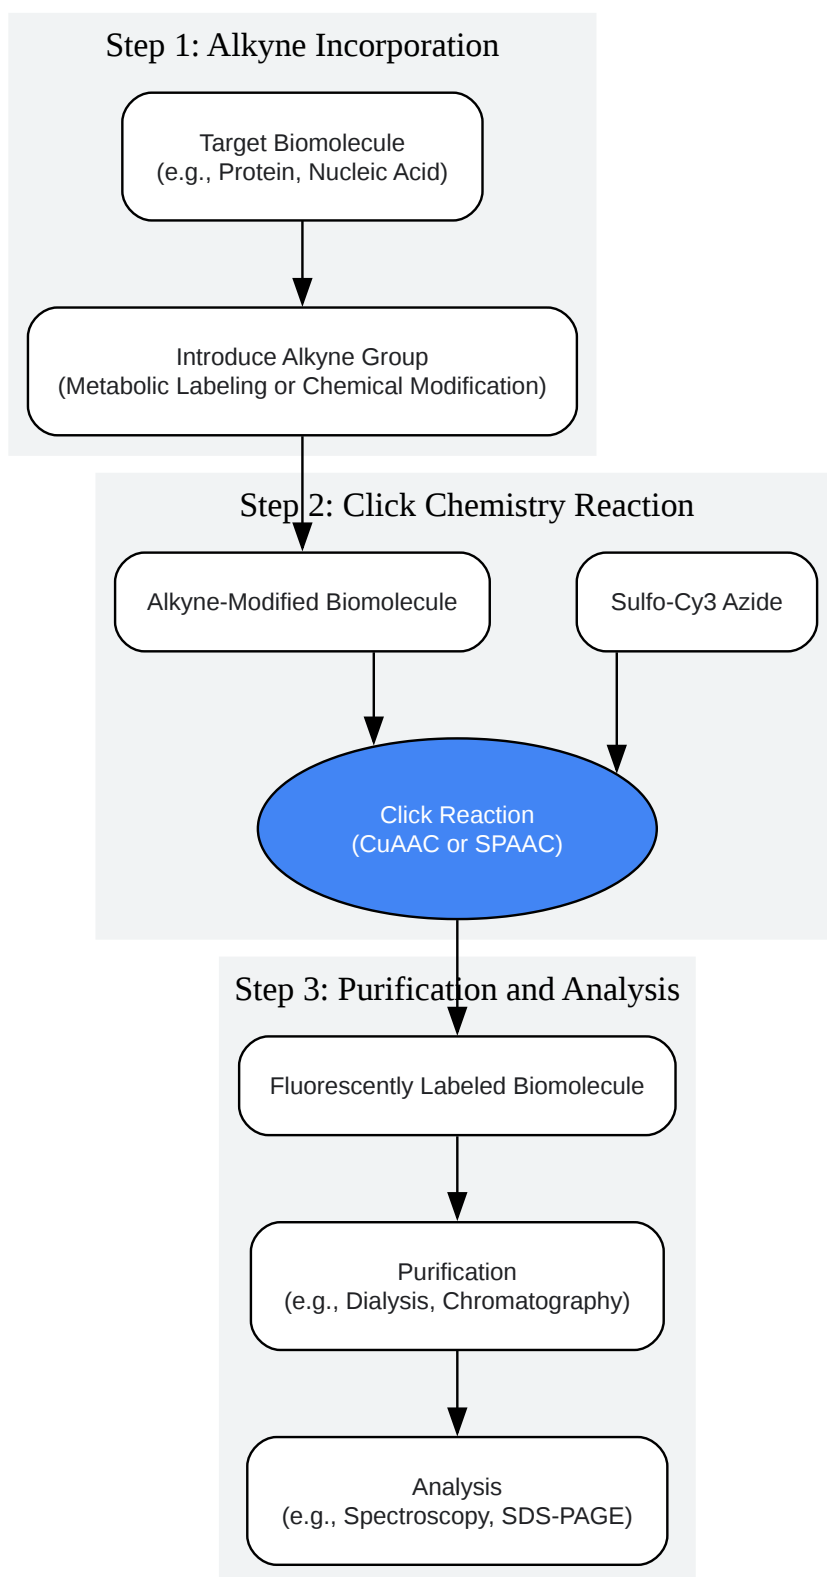 Step 1: Alkyne Incorporation
Target Biomolecule
(e.g., Protein, Nucleic Acid)
Introduce Alkyne Group
(Metabolic Labeling or Chemical Modification)
Step 2: Click Chemistry Reaction
Alkyne-Modified Biomolecule
Sulfo-Cy3 Azide
Click Reaction
(CuAAC or SPAAC)
Step 3: Purification and Analysis
Fluorescently Labeled Biomolecule
Purification
(e.g., Dialysis, Chromatography)
Analysis
(e.g., Spectroscopy, SDS-PAGE)